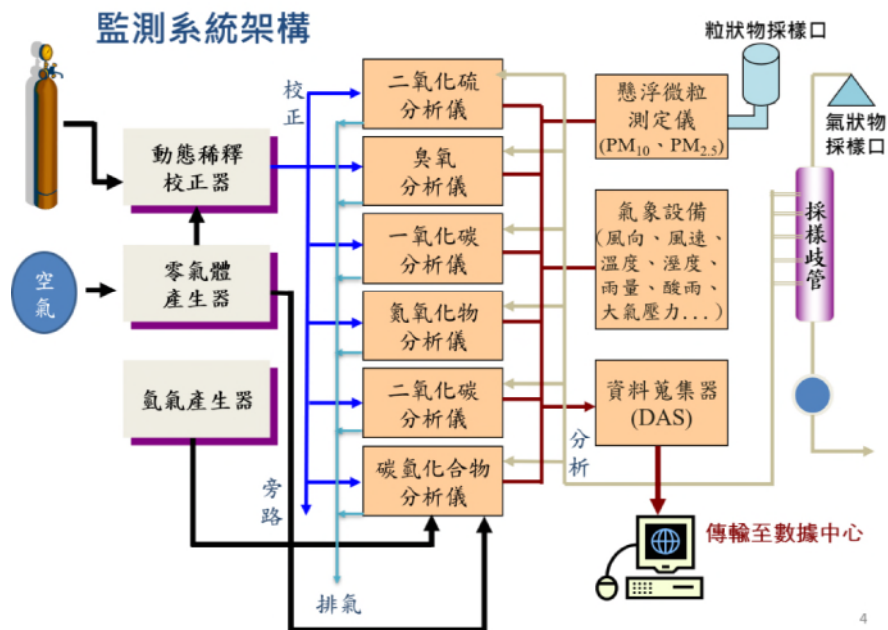 監測系統架構
粒狀物採樣口
氣狀物
採樣口
校正
二氧化硫
分析儀
懸浮微粒
測定儀
(PM10、PM2.5)
動態稀釋
校正器
臭氧
分析儀
採樣歧管
空氣
零氣體
產生器
一氧化碳
分析儀
氣象設備
(風向、風速、
溫度、溼度、
雨量、酸雨、
大氣壓力...)
氮氧化物
分析儀
氫氣產生器
二氧化碳
分析儀
資料蒐集器
(DAS)
分析
旁路
碳氫化合物
分析儀
傳輸至數據中心
排氣
4